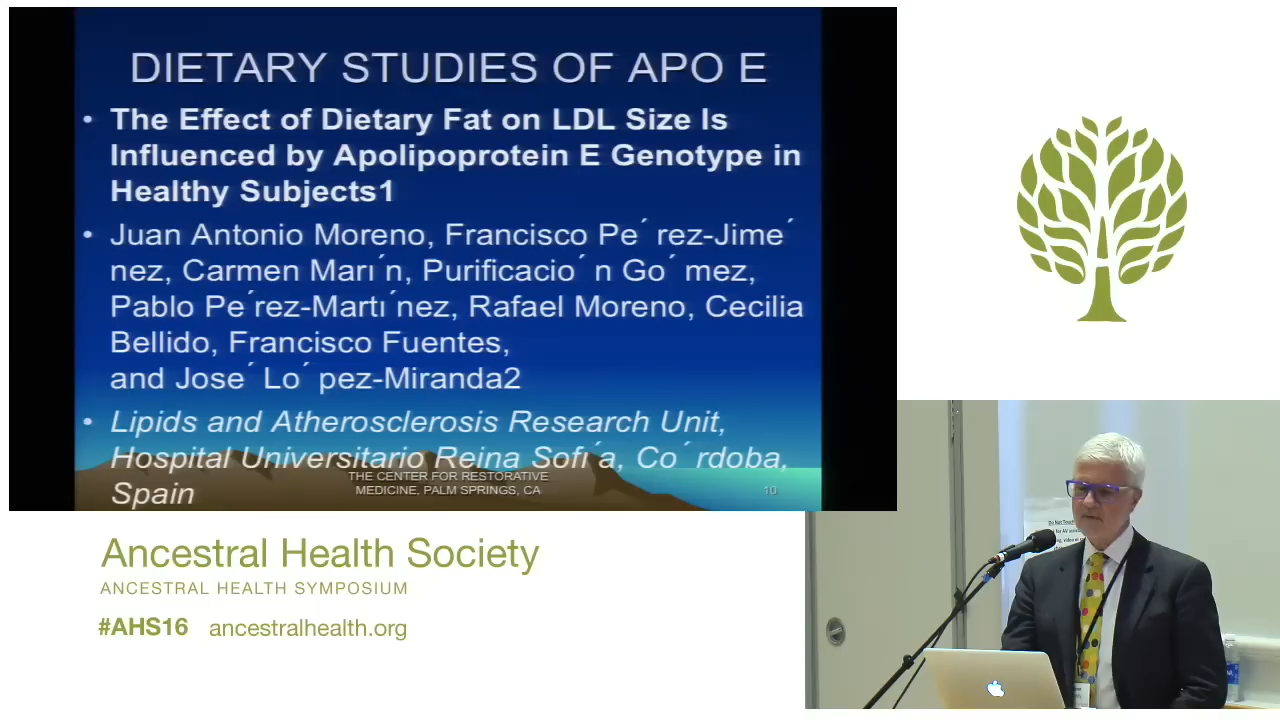 DIETARY STUDIES OF APO E
• The Effect of Dietary Fat on LDL Size Is
Influenced by Apolipoprotein E Genotype in
Healthy Subjects1
• Juan Antonio Moreno, Francisco Pe´ rez-Jime´
nez, Carmen Marı´n, Purificacio´ n Go´ mez,
Pablo Pe´rez-Martı´nez, Rafael Moreno, Cecilia
Bellido, Francisco Fuentes,
and Jose´ Lo´ pez-Miranda2
• Lipids and Atherosclerosis Research Unit,
Hospital Universitario Reina Sofı´a, Co´ rdoba,
Spain
THE CENTER FOR RESTORATIVE
MEDICINE, PALM SPRINGS, CA
10
Ancestral Health Society
ANCESTRAL HEALTH SYMPOSIUM
#AHS16 ancestralhealth.org
Do Not Touch